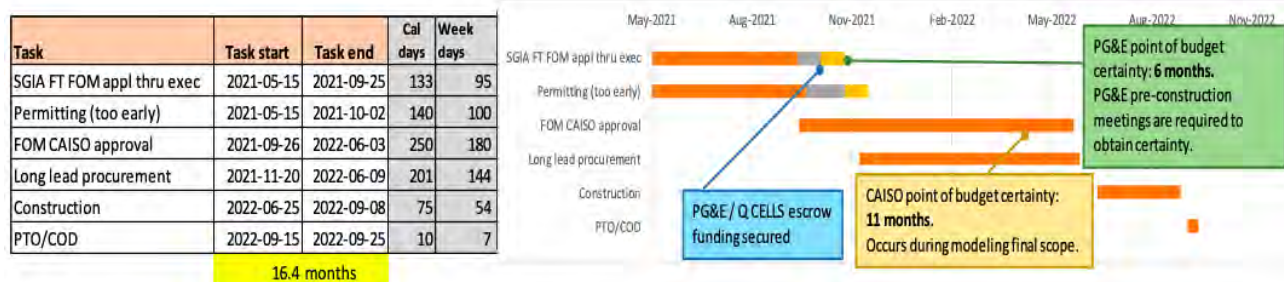 Task Task start Task end Cal days Week days
SGIA FT FOM appl thru exec 2021-05-15 2021-09-25 133 95
Permitting (too early) 2021-05-15 2021-10-02 140 100
FOM CAISO approval 2021-09-26 2022-06-03 250 180
Long lead procurement 2021-11-20 2022-06-09 201 144
Construction 2022-06-25 2022-09-08 75 54
PTO/COD 2022-09-15 2022-09-25 10 7
16.4 months
May-2021 Aug-2021 Nov-2021 Feb-2022 May-2022 Aug-2022 Nov-2022
SGIA FT FOM appl thru exec
Permitting (too early)
FOM CAISO approval
Long lead procurement
Construction
PTO/COD
PG&E / Q CELLS escrow
funding secured
CAISO point of budget certainty:
11 months.
Occurs during modeling final scope.
PG&E point of budget
certainty: 6 months.
PG&E pre-construction
meetings are required to
obtain certainty.